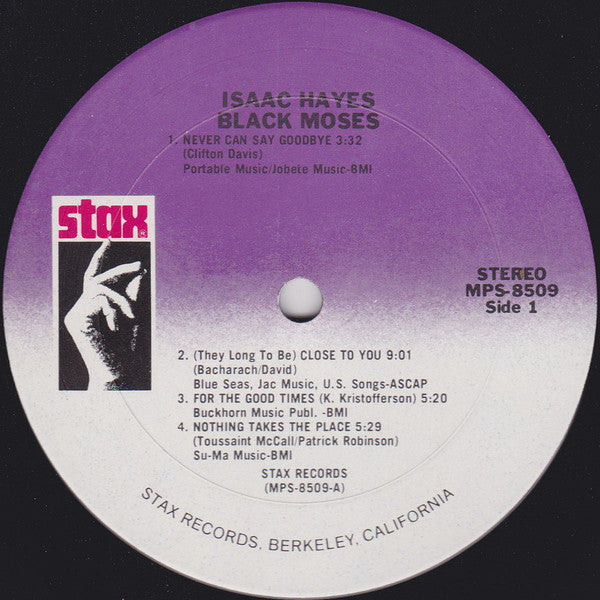 ISAAC HAYES
BLACK MOSES
1. NEVER CAN SAY GOODBYE 3:32
(Clifton Davis)
Portable Music/Jobete Music-BMI
stax®
STEREO
MPS-8509
Side 1
2. (They Long To Be) CLOSE TO YOU 9:01
(Bacharach/David)
Blue Seas, Jac Music, U.S. Songs-ASCAP
3. FOR THE GOOD TIMES (K. Kristofferson) 5:20
Buckhorn Music Publ. -BMI
4. NOTHING TAKES THE PLACE 5:29
(Toussaint McCall/Patrick Robinson)
Su-Ma Music-BMI
STAX RECORDS
(MPS-8509-A)
STAX RECORDS, BERKELEY, CALIFORNIA